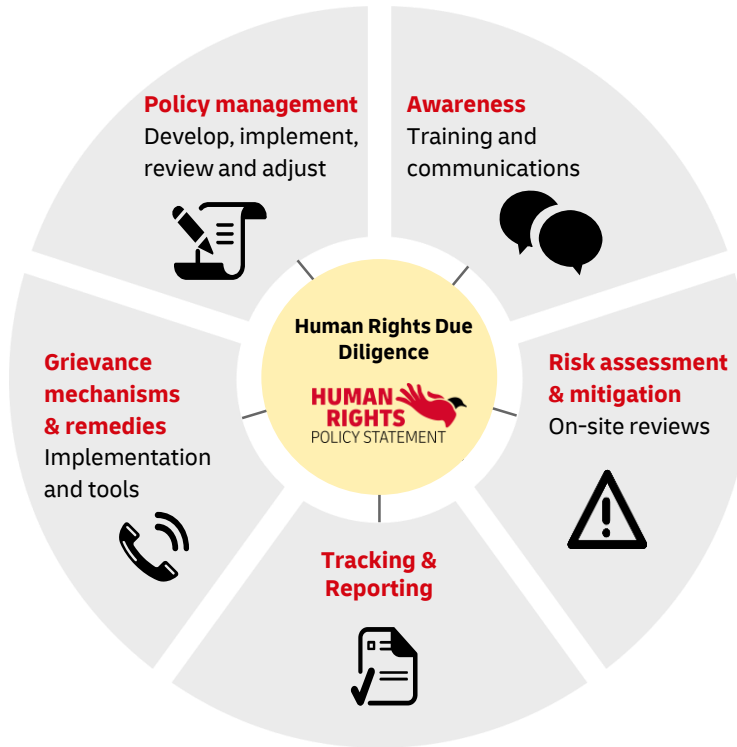 Policy management
Develop, implement,
review and adjust
Awareness
Training and
communications
Human Rights Due
Diligence
HUMAN
RIGHTS
POLICY STATEMENT
Grievance
mechanisms
& remedies
Implementation
and tools
Risk assessment
& mitigation
On-site reviews
Tracking &
Reporting